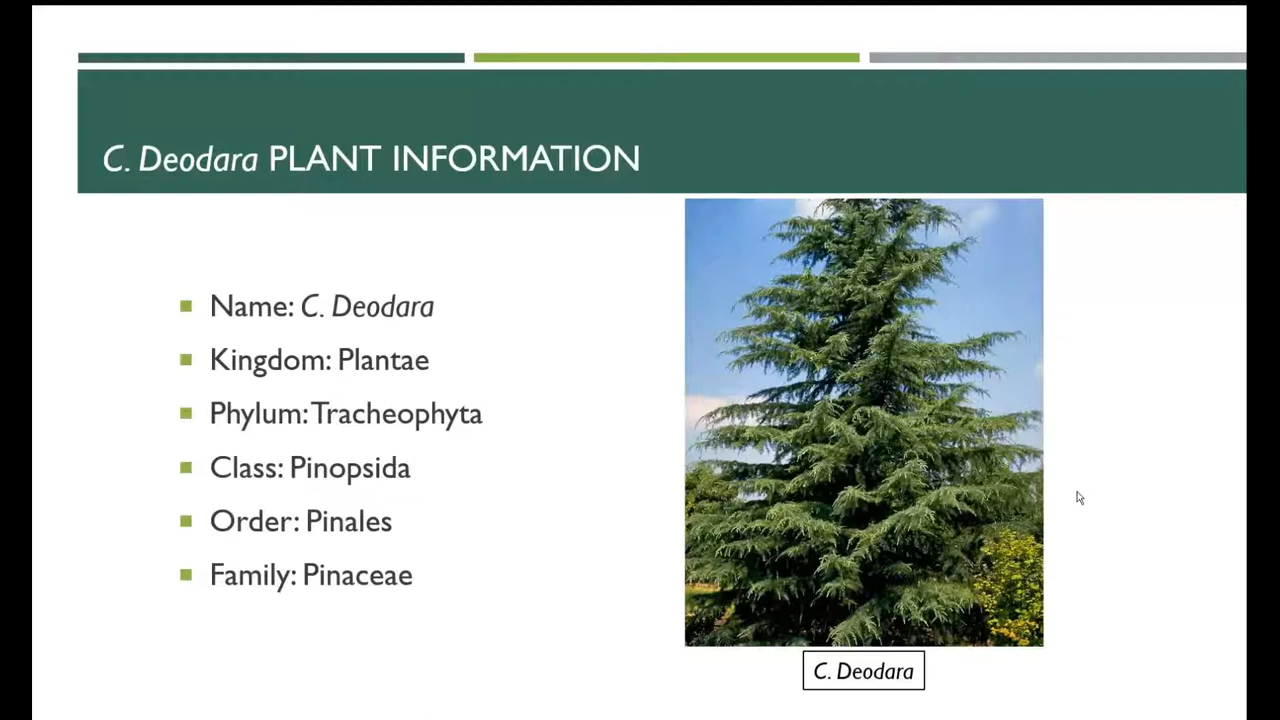 C. Deodara PLANT INFORMATION
Name: C. Deodara
Kingdom: Plantae
Phylum: Tracheophyta
Class: Pinopsida
Order: Pinales
Family: Pinaceae
C. Deodara